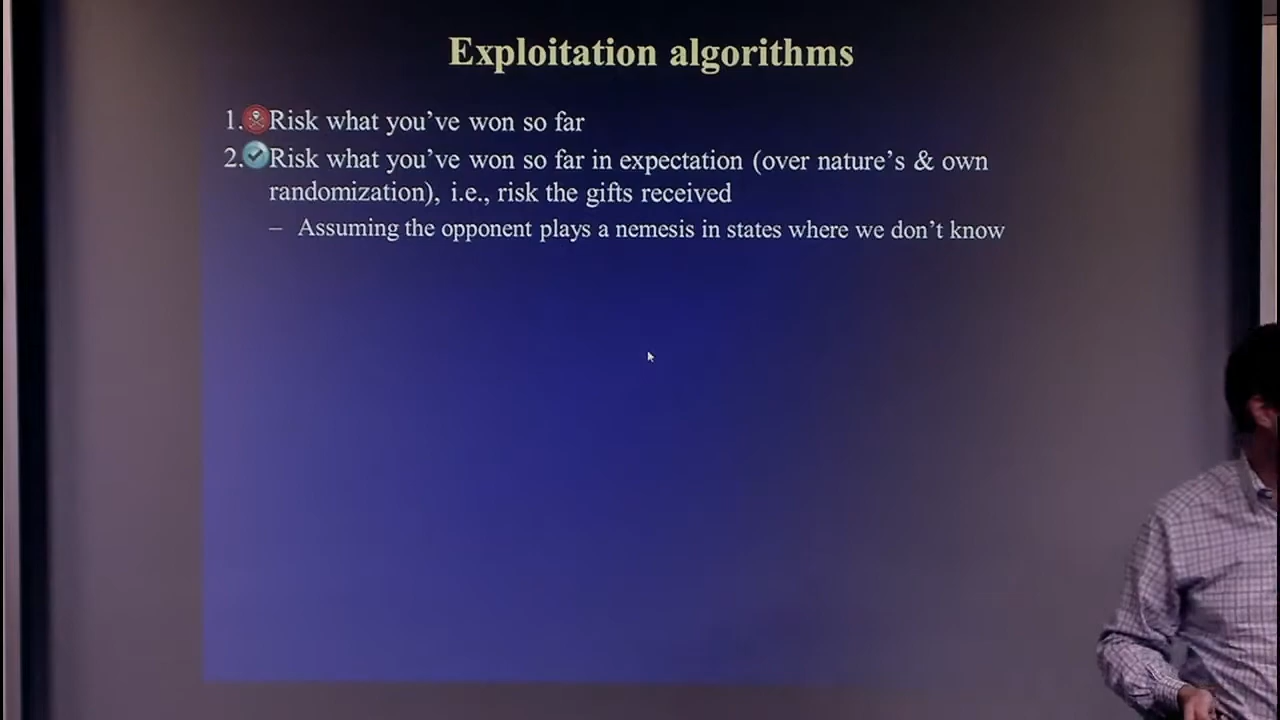 Exploitation algorithms
1. Risk what you've won so far
2. Risk what you've won so far in expectation (over nature's & own
randomization), i.e., risk the gifts received
– Assuming the opponent plays a nemesis in states where we don't know